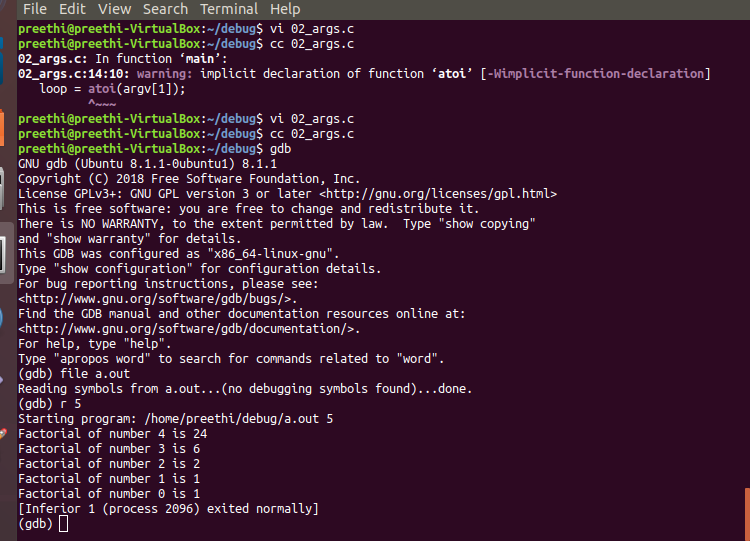 File Edit View Search Terminal Help
preethi@preethi-VirtualBox:~/debug$ vi 02_args.c
preethi@preethi-VirtualBox:~/debug$ cc 02_args.c
02_args.c: In function ‘main’:
02_args.c:14:10: warning: implicit declaration of function ‘atoi’ [-Wimplicit-function-declaration]
   loop = atoi(argv[1]);
          ^~~~
preethi@preethi-VirtualBox:~/debug$ vi 02_args.c
preethi@preethi-VirtualBox:~/debug$ cc 02_args.c
preethi@preethi-VirtualBox:~/debug$ gdb
GNU gdb (Ubuntu 8.1.1-0ubuntu1) 8.1.1
Copyright (C) 2018 Free Software Foundation, Inc.
License GPLv3+: GNU GPL version 3 or later <http://gnu.org/licenses/gpl.html>
This is free software: you are free to change and redistribute it.
There is NO WARRANTY, to the extent permitted by law.  Type "show copying"
and "show warranty" for details.
This GDB was configured as "x86_64-linux-gnu".
Type "show configuration" for configuration details.
For bug reporting instructions, please see:
<http://www.gnu.org/software/gdb/bugs/>.
Find the GDB manual and other documentation resources online at:
<http://www.gnu.org/software/gdb/documentation/>.
For help, type "help".
Type "apropos word" to search for commands related to "word".
(gdb) file a.out
Reading symbols from a.out...(no debugging symbols found)...done.
(gdb) r 5
Starting program: /home/preethi/debug/a.out 5
Factorial of number 4 is 24
Factorial of number 3 is 6
Factorial of number 2 is 2
Factorial of number 1 is 1
Factorial of number 0 is 1
[Inferior 1 (process 2096) exited normally]
(gdb)